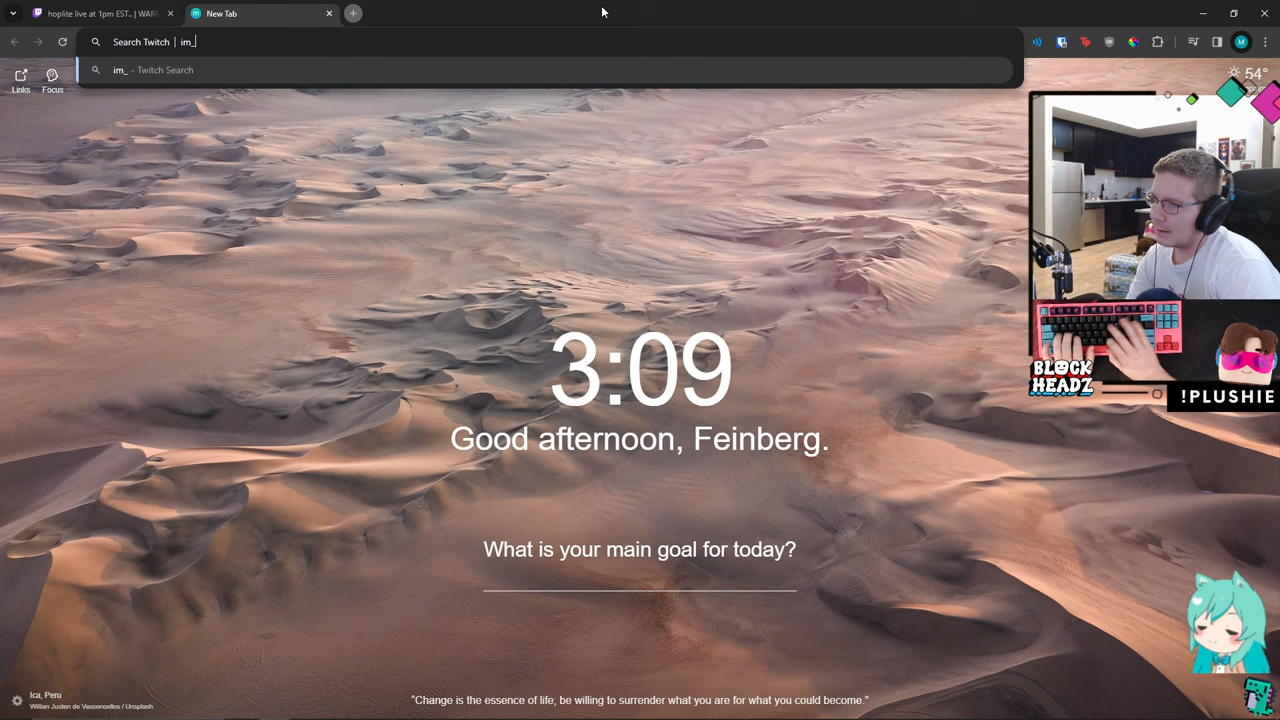 hoplite live at 1pm EST.. | WAR
New Tab
Search Twitch | im_
im_ - Twitch Search
Links
Focus
54°
3:09
Good afternoon, Feinberg.
What is your main goal for today?
BLOCK
HEADZ
!PLUSHIE
Ica, Peru
Willian Justen de Vasconcellos / Unsplash
"Change is the essence of life; be willing to surrender what you are for what you could become."